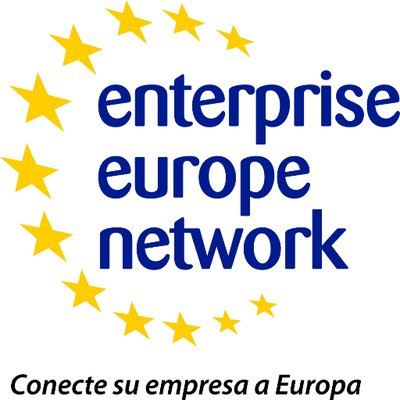 enterprise
europe
network
Conecte su empresa a Europa